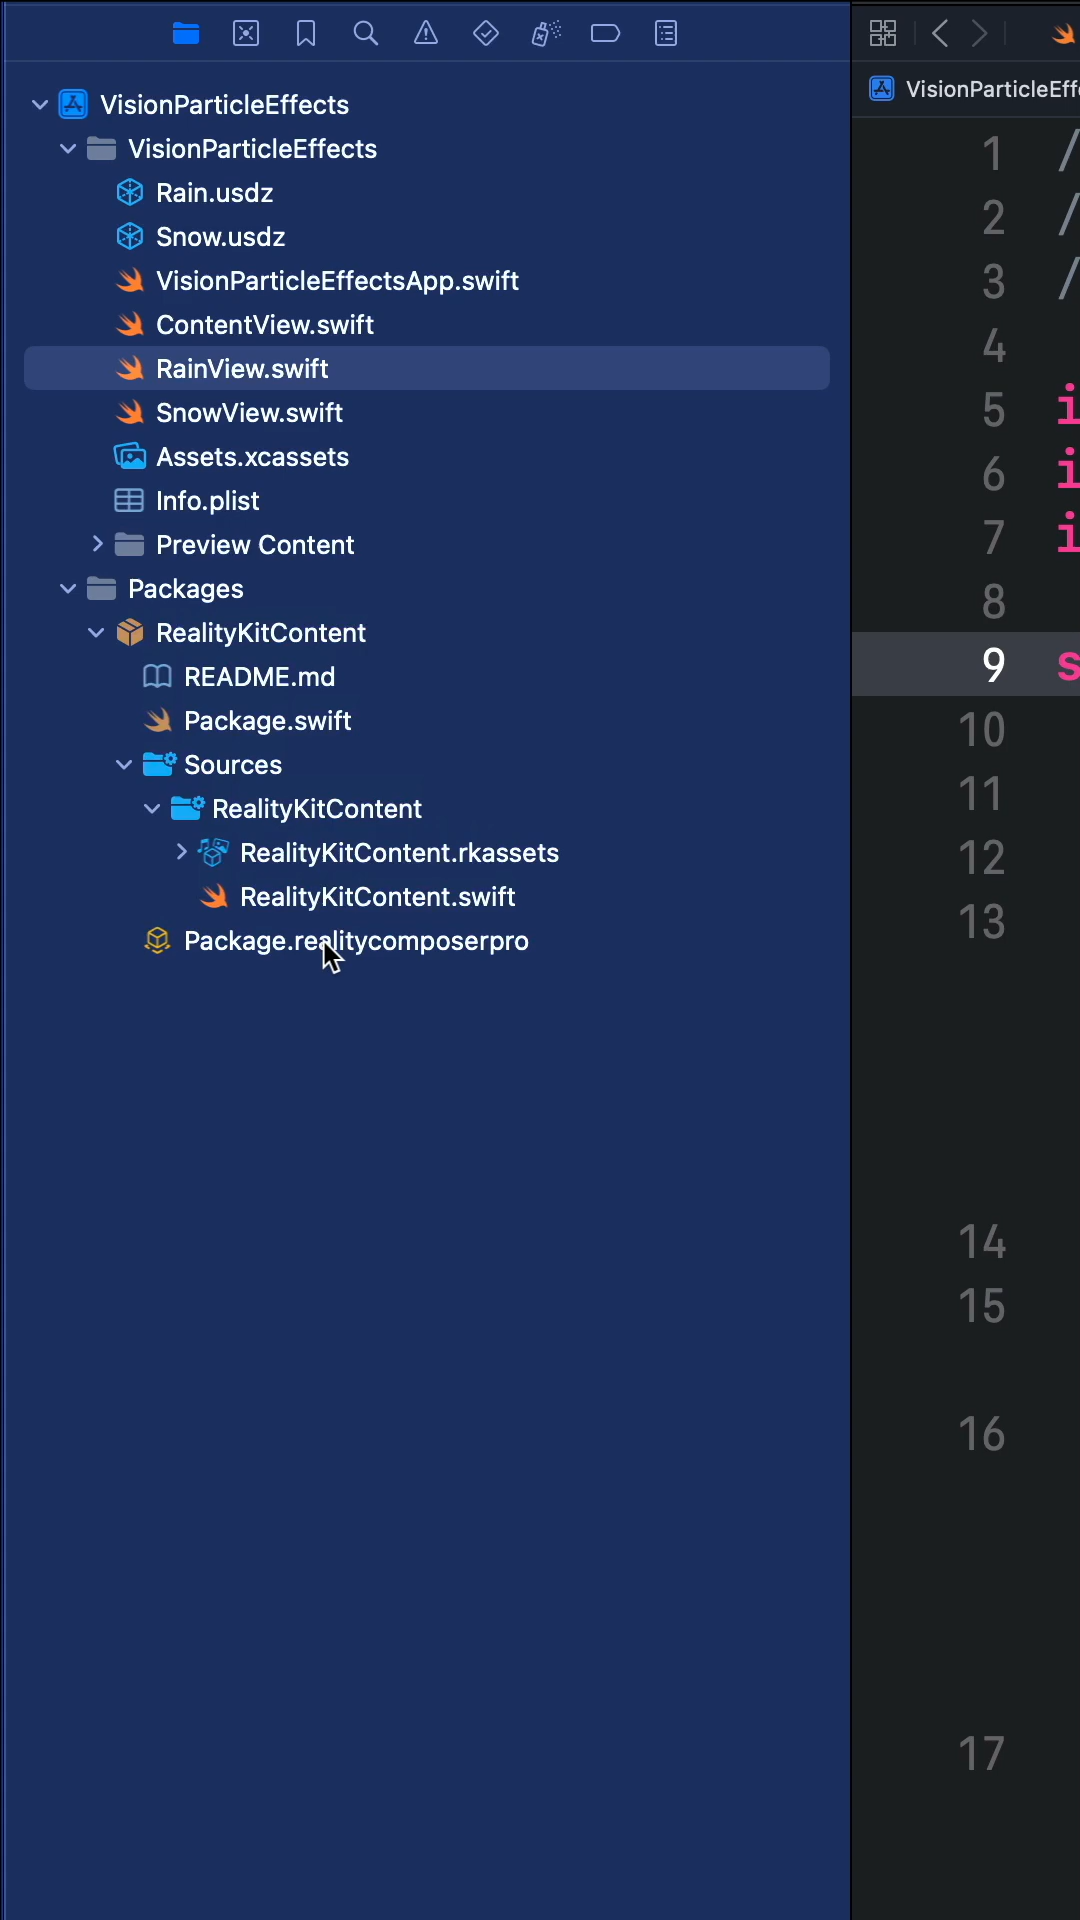 VisionParticleEffects
VisionParticleEffects
Rain.usdz
Snow.usdz
VisionParticleEffectsApp.swift
ContentView.swift
RainView.swift
SnowView.swift
Assets.xcassets
Info.plist
Preview Content
Packages
RealityKitContent
README.md
Package.swift
Sources
RealityKitContent
RealityKitContent.rkassets
RealityKitContent.swift
Package.realitycomposerpro
VisionParticleEff
1 /
2 /
3 /
4
5 i
6 i
7 i
8
9 s
10
11
12
13
14
15
16
17